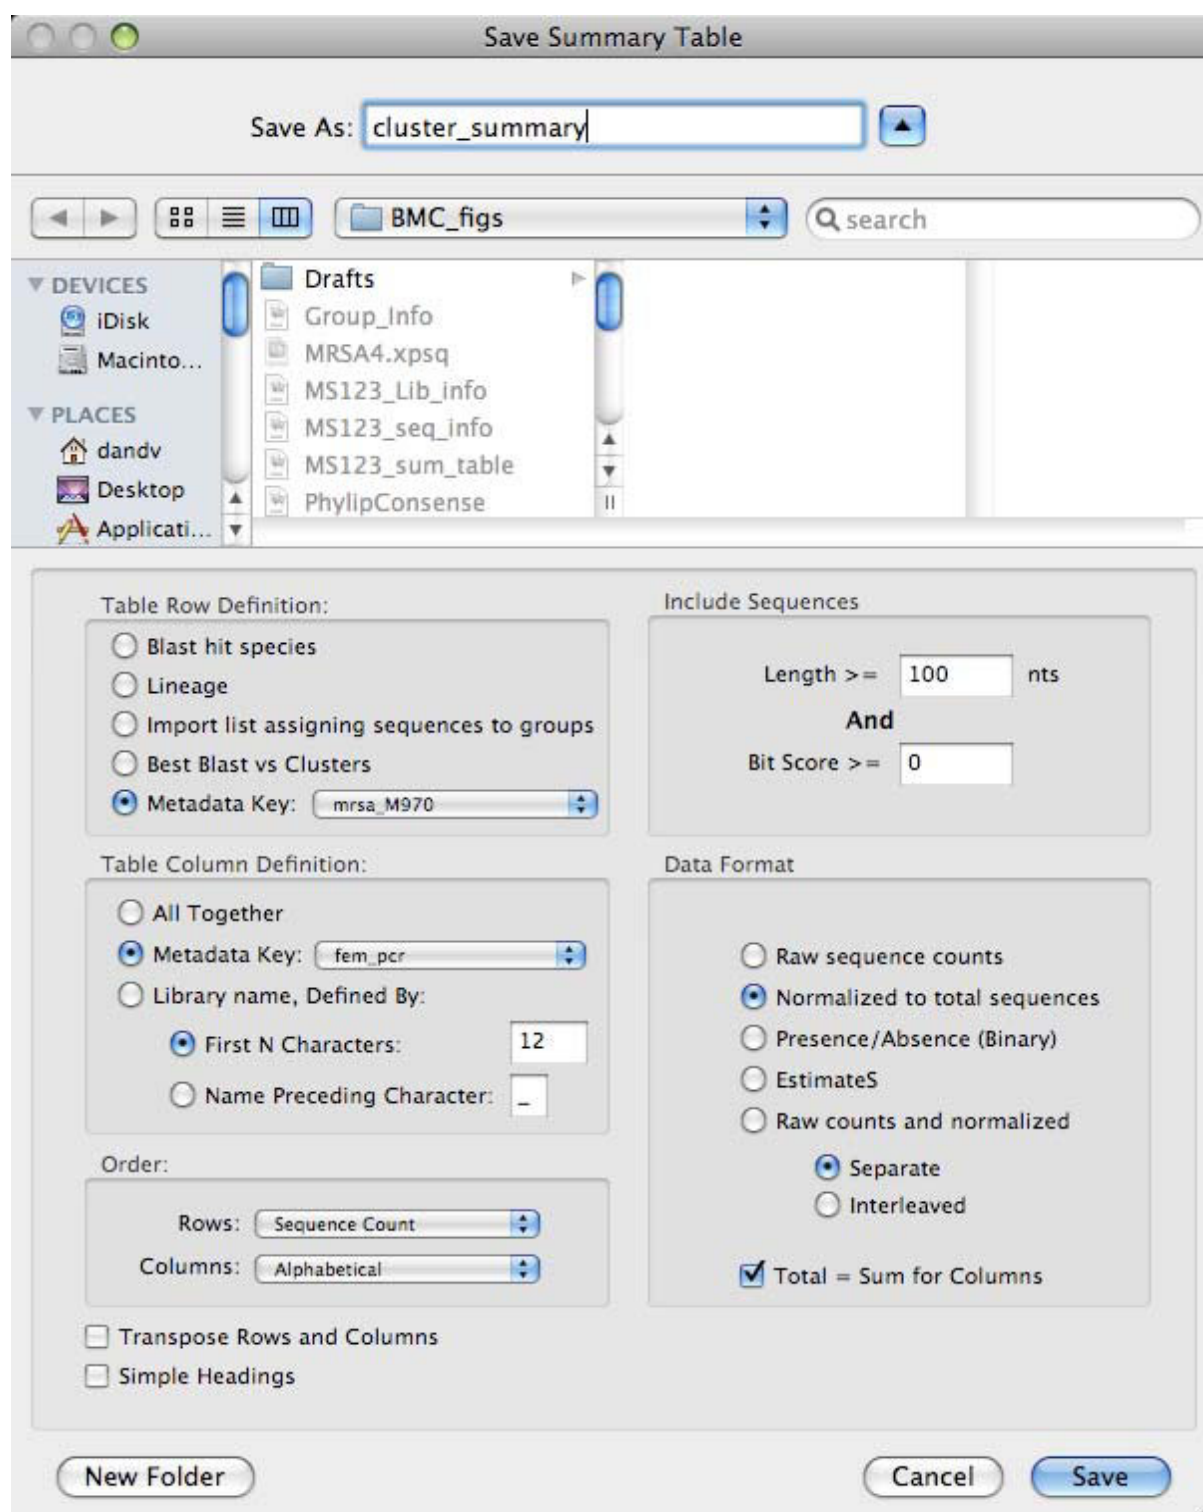 Save Summary Table
Save As: cluster_summary
BMC_figs
search
DEVICES
iDisk
Macinto...
PLACES
dandv
Desktop
Applicati...
Drafts
Group_Info
MRSA4.xpsq
MS123_Lib_info
MS123_seq_info
MS123_sum_table
PhylipConsense
Table Row Definition:
Blast hit species
Lineage
Import list assigning sequences to groups
Best Blast vs Clusters
Metadata Key: mrsa_M970
Include Sequences
Length >= 100 nts
And
Bit Score >= 0
Table Column Definition:
All Together
Metadata Key: fem_pcr
Library name, Defined By:
First N Characters: 12
Name Preceding Character: _
Data Format
Raw sequence counts
Normalized to total sequences
Presence/Absence (Binary)
EstimateS
Raw counts and normalized
Separate
Interleaved
Total = Sum for Columns
Order:
Rows: Sequence Count
Columns: Alphabetical
Transpose Rows and Columns
Simple Headings
New Folder
Cancel
Save